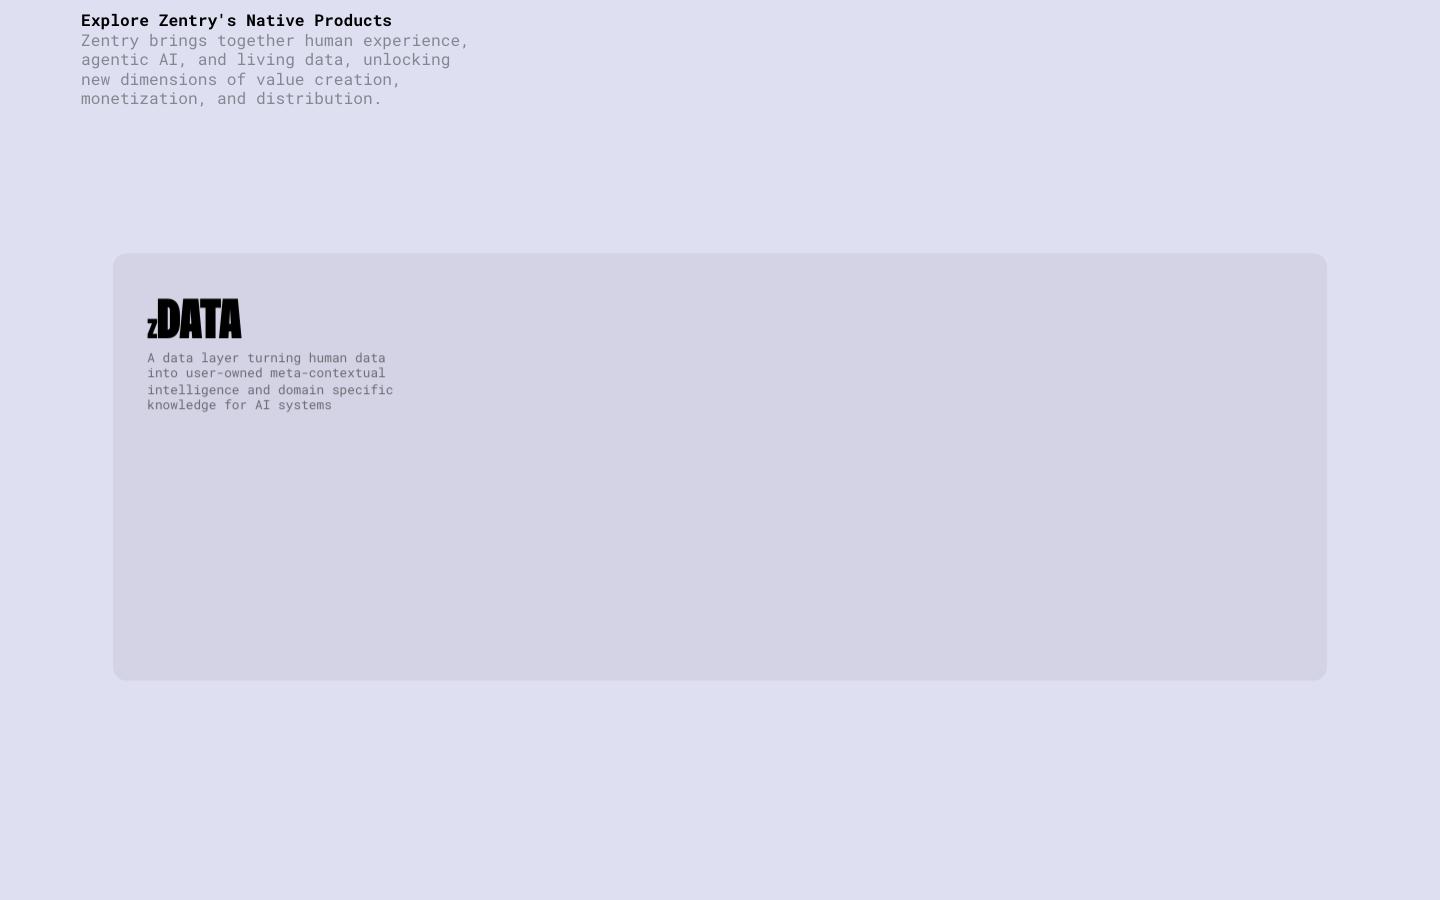 Explore Zentry's Native Products
Zentry brings together human experience,
agentic AI, and living data, unlocking
new dimensions of value creation,
monetization, and distribution.
zDATA
A data layer turning human data
into user-owned meta-contextual
intelligence and domain specific
knowledge for AI systems